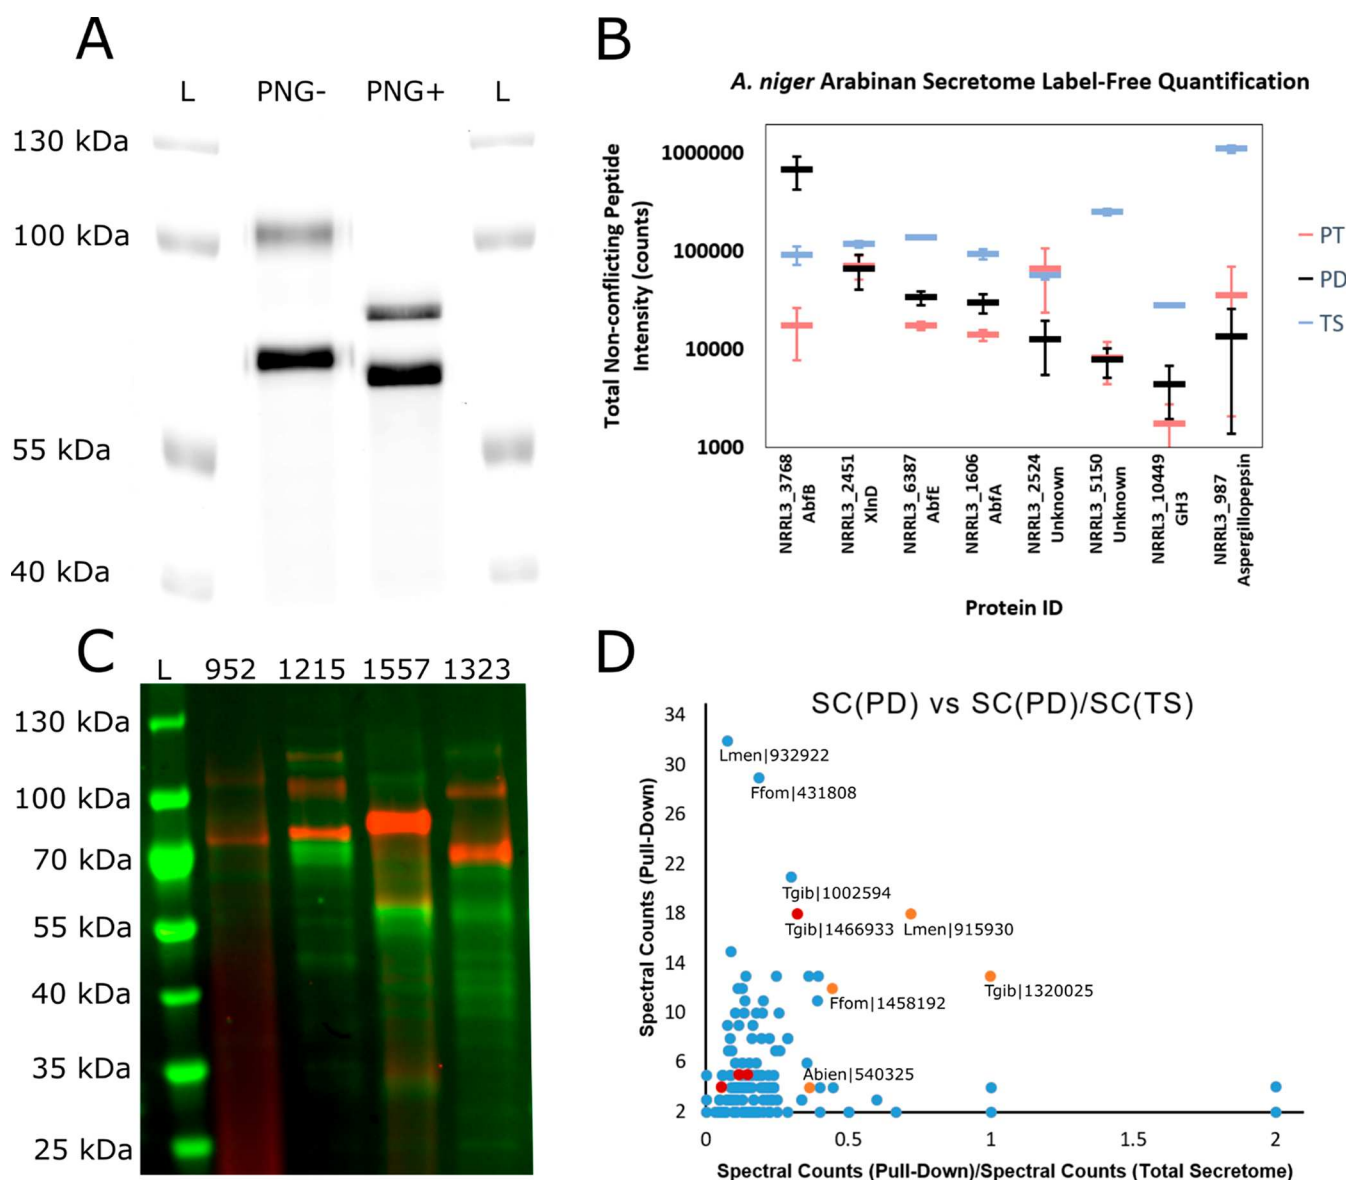 A
L PNG- PNG+ L
130 kDa
100 kDa
55 kDa
40 kDa
B
A. niger Arabinan Secretome Label-Free Quantification
Total Non-conflicting Peptide
Intensity (counts)
1000000
100000
10000
1000
PT
PD
TS
NRRL3_3768
AbfB
NRRL3_2451
XlnD
NRRL3_6387
AbfE
NRRL3_1606
AbfA
NRRL3_2524
Unknown
NRRL3_5150
Unknown
NRRL3_10449
GH3
NRRL3_987
Aspergillopepsin
Protein ID
C
L 952 1215 1557 1323
130 kDa
100 kDa
70 kDa
55 kDa
40 kDa
35 kDa
25 kDa
D
SC(PD) vs SC(PD)/SC(TS)
Spectral Counts (Pull-Down)
34
30
26
22
18
14
10
6
2
Lmen|932922
Ffom|431808
Tgib|1002594
Tgib|1466933
Lmen|915930
Tgib|1320025
Ffom|1458192
Abien|540325
0 0.5 1 1.5 2
Spectral Counts (Pull-Down)/Spectral Counts (Total Secretome)